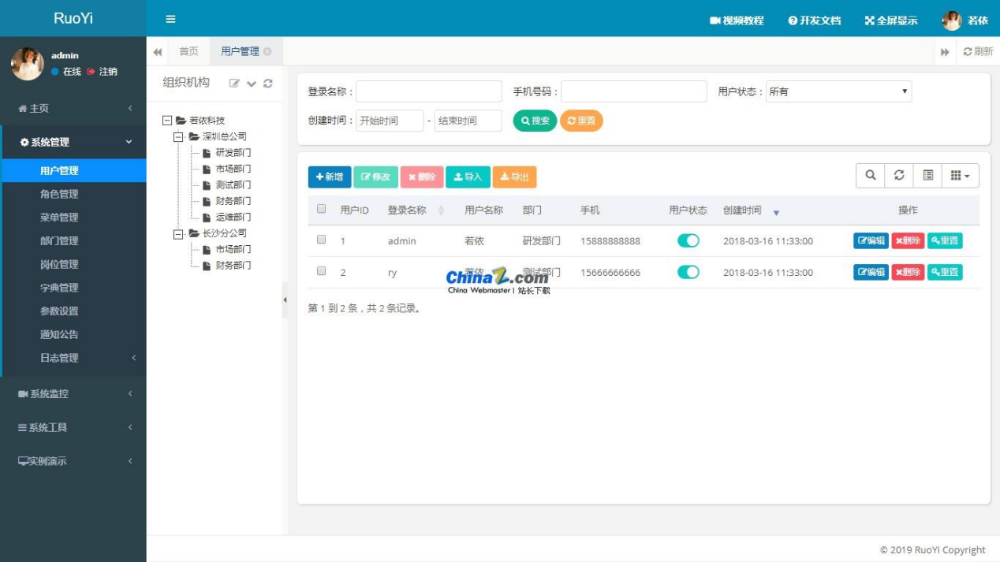 RuoYi
视频教程 开发文档 全屏显示 若依
admin
在线 注销
首页 用户管理 刷新
主页
系统管理
用户管理
角色管理
菜单管理
部门管理
岗位管理
字典管理
参数设置
通知公告
日志管理
系统监控
系统工具
实例演示
组织机构
若依科技
深圳总公司
研发部门
市场部门
测试部门
财务部门
运维部门
长沙分公司
市场部门
财务部门
登录名称： 手机号码： 用户状态： 所有
创建时间： 开始时间 - 结束时间 搜索 重置
新增 修改 删除 导入 导出
用户ID 登录名称 用户名称 部门 手机 用户状态 创建时间 操作
1 admin 若依 研发部门 15888888888 2018-03-16 11:33:00 编辑 删除 重置
2 ry 若依 测试部门 15666666666 2018-03-16 11:33:00 编辑 删除 重置
ChinaZ.com
China Webmaster | 站长下载
第 1 到 2 条，共 2 条记录。
© 2019 RuoYi Copyright